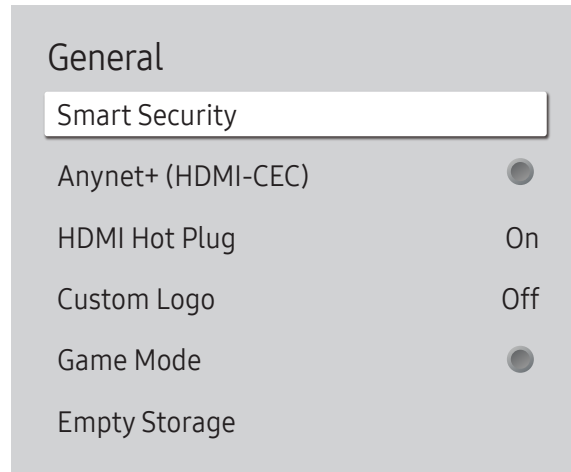 General
Smart Security
Anynet+ (HDMI-CEC)
HDMI Hot Plug On
Custom Logo Off
Game Mode
Empty Storage